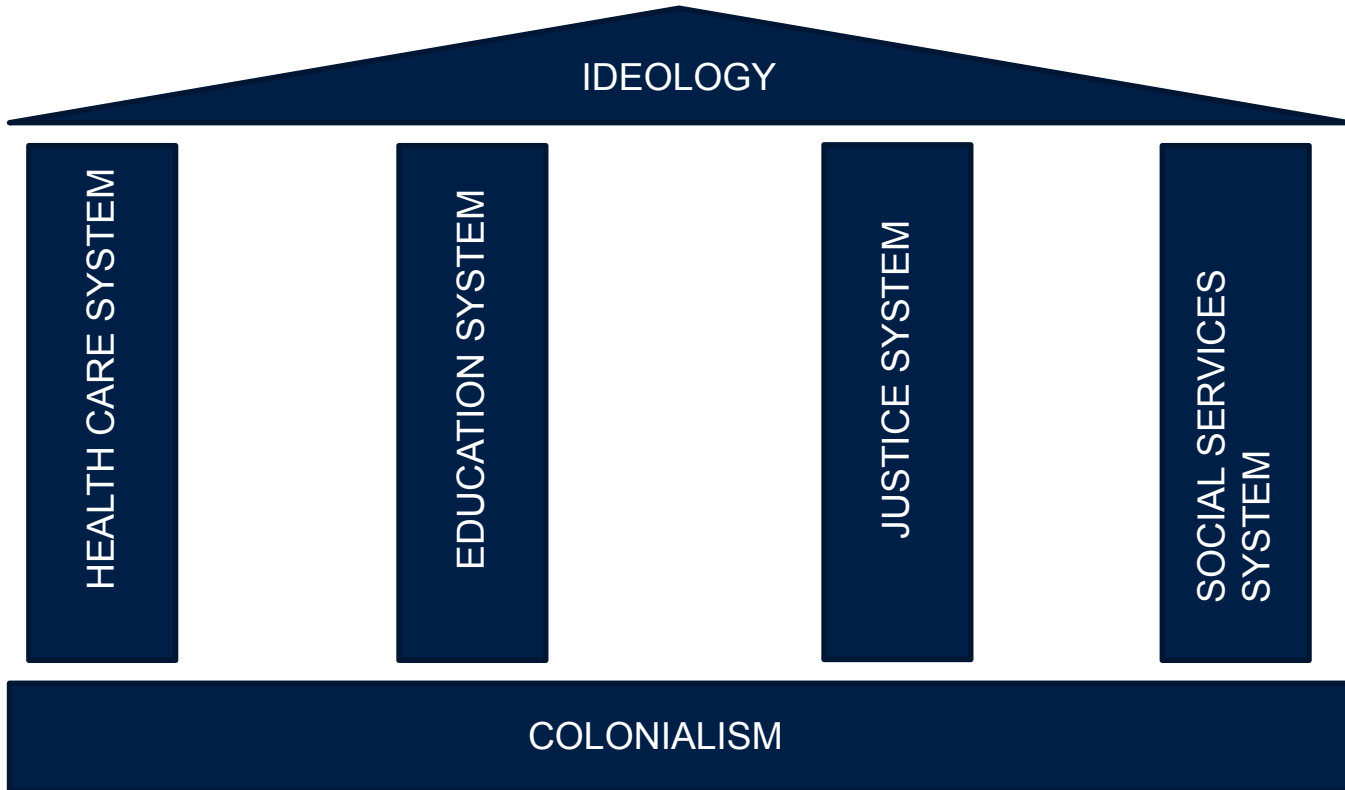 IDEOLOGY
HEALTH CARE SYSTEM
EDUCATION SYSTEM
JUSTICE SYSTEM
SOCIAL SERVICES
SYSTEM
COLONIALISM